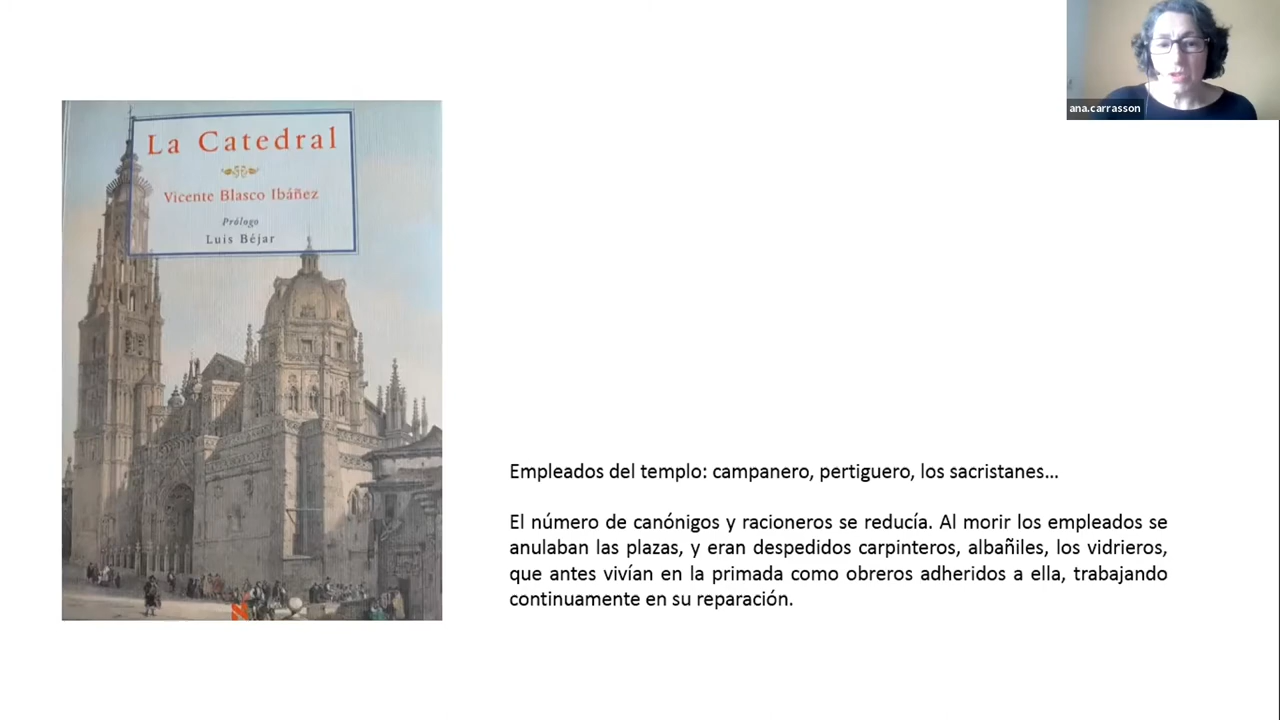 La Catedral
Vicente Blasco Ibáñez
Prólogo
Luis Béjar
ana.carrasson
Empleados del templo: campanero, pertiguero, los sacristanes...
El número de canónigos y racioneros se reducía. Al morir los empleados se
anulaban las plazas, y eran despedidos carpinteros, albañiles, los vidrieros,
que antes vivían en la primada como obreros adheridos a ella, trabajando
continuamente en su reparación.